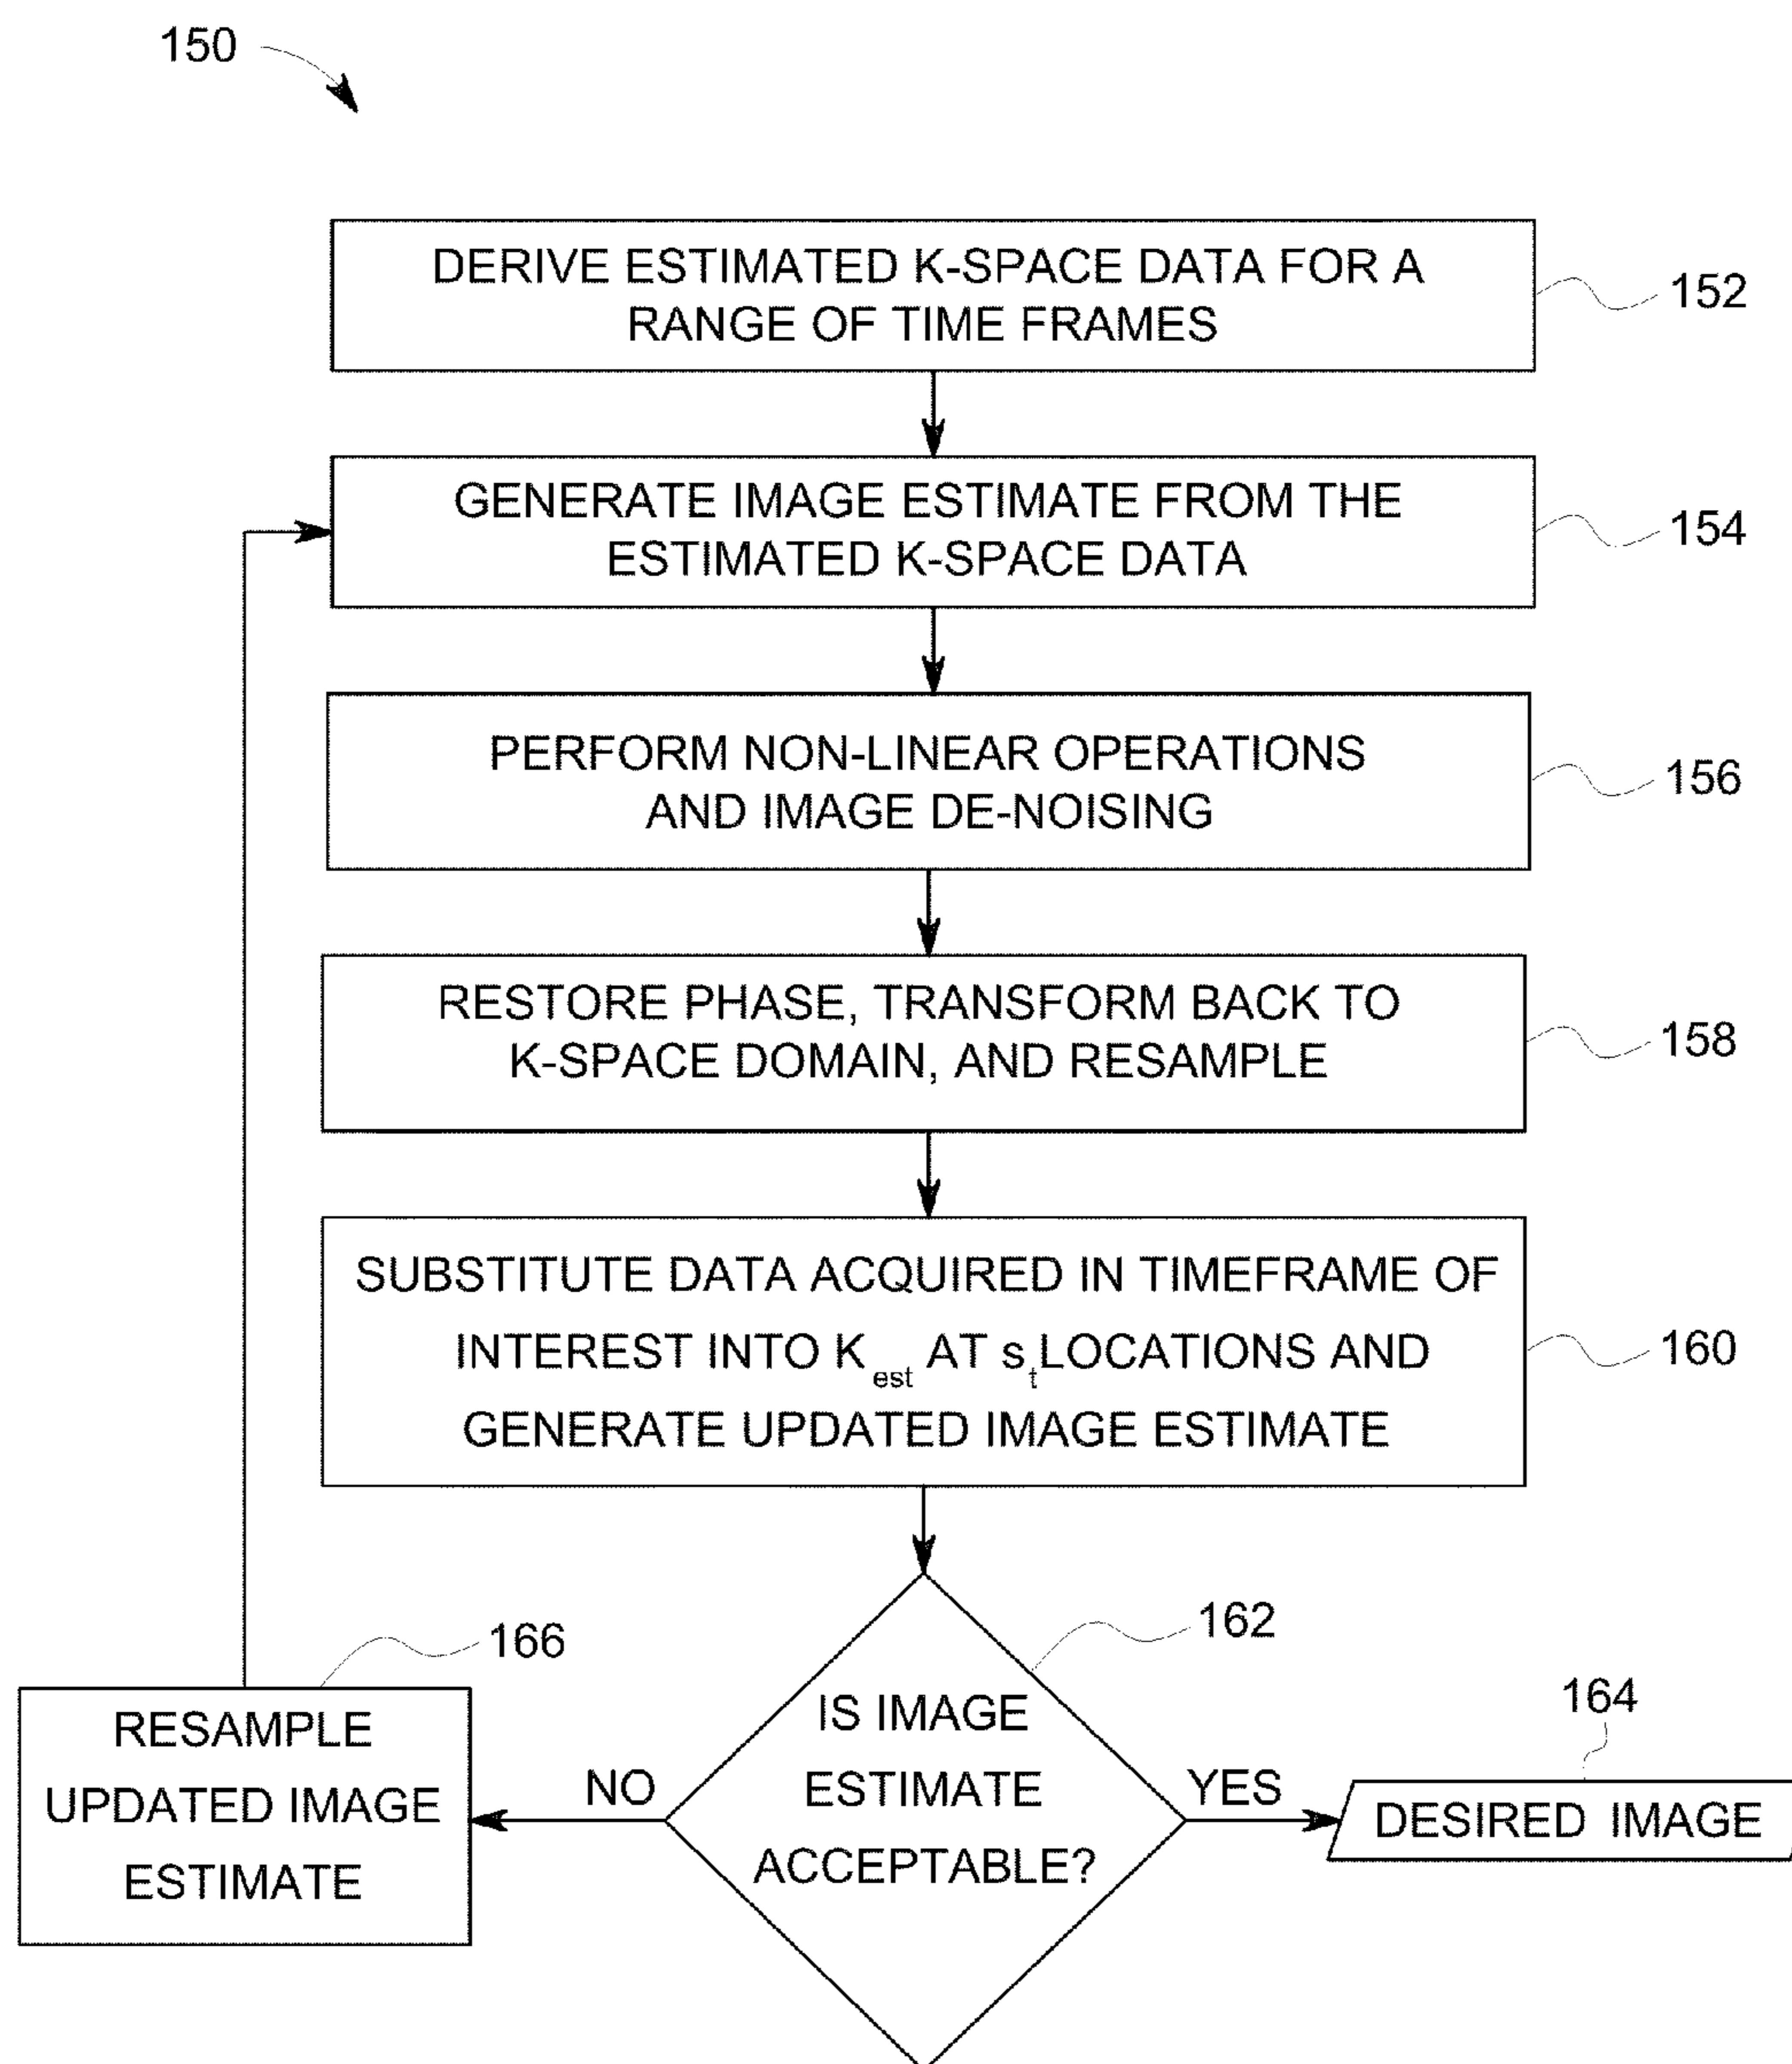 150
DERIVE ESTIMATED K-SPACE DATA FOR A
RANGE OF TIME FRAMES
152
GENERATE IMAGE ESTIMATE FROM THE
ESTIMATED K-SPACE DATA
154
PERFORM NON-LINEAR OPERATIONS
AND IMAGE DE-NOISING
156
RESTORE PHASE, TRANSFORM BACK TO
K-SPACE DOMAIN, AND RESAMPLE
158
SUBSTITUTE DATA ACQUIRED IN TIMEFRAME OF
INTEREST INTO K_est AT s_t LOCATIONS AND
GENERATE UPDATED IMAGE ESTIMATE
160
162
IS IMAGE
ESTIMATE
ACCEPTABLE?
NO
YES
166
RESAMPLE
UPDATED IMAGE
ESTIMATE
164
DESIRED IMAGE